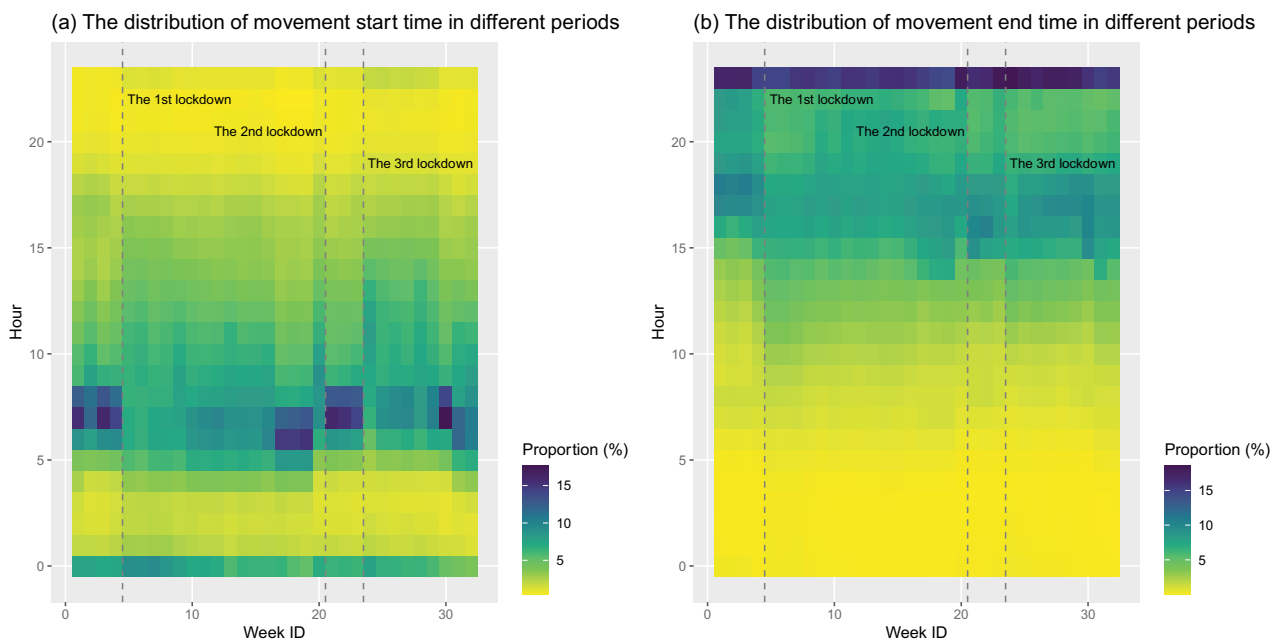 (a) The distribution of movement start time in different periods
The 1st lockdown
The 2nd lockdown
The 3rd lockdown
20
15
10
5
0
Hour
0
10
20
30
Week ID
Proportion (%)
15
10
5
(b) The distribution of movement end time in different periods
The 1st lockdown
The 2nd lockdown
The 3rd lockdown
20
15
10
5
0
Hour
0
10
20
30
Week ID
Proportion (%)
15
10
5